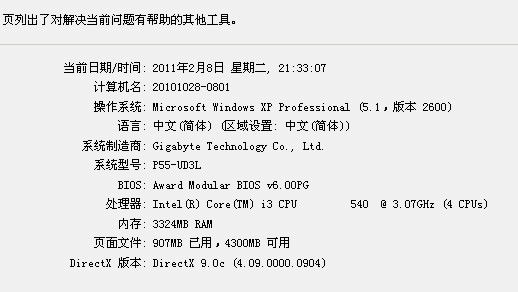 页列出了对解决当前问题有帮助的其他工具。
当前日期/时间: 2011年2月8日 星期二, 21:33:07
计算机名: 20101028-0801
操作系统: Microsoft Windows XP Professional (5.1，版本 2600)
语言: 中文(简体) (区域设置: 中文(简体))
系统制造商: Gigabyte Technology Co., Ltd.
系统型号: P55-UD3L
BIOS: Award Modular BIOS v6.00PG
处理器: Intel(R) Core(TM) i3 CPU 540 @ 3.07GHz (4 CPUs)
内存: 3324MB RAM
页面文件: 907MB 已用，4300MB 可用
DirectX 版本: DirectX 9.0c (4.09.0000.0904)